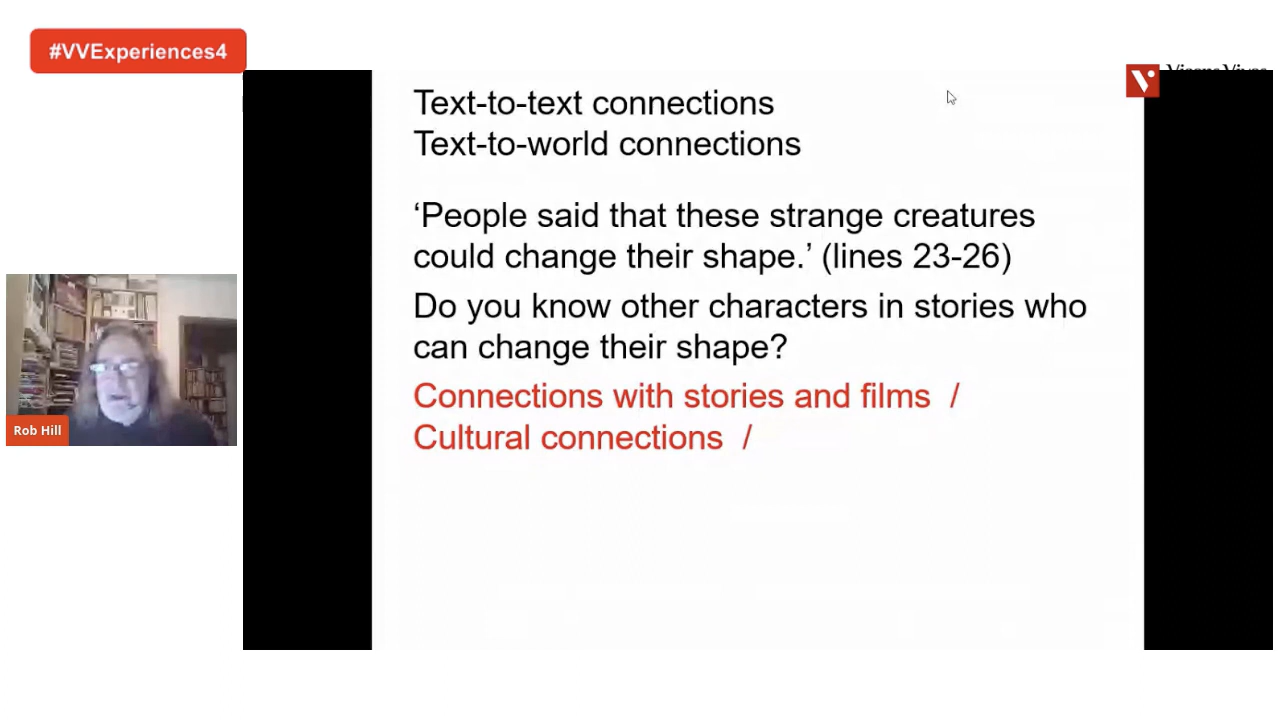 #VVExperiences4
Text-to-text connections
Text-to-world connections
‘People said that these strange creatures
could change their shape.’ (lines 23-26)
Do you know other characters in stories who
can change their shape?
Connections with stories and films /
Cultural connections /
Rob Hill